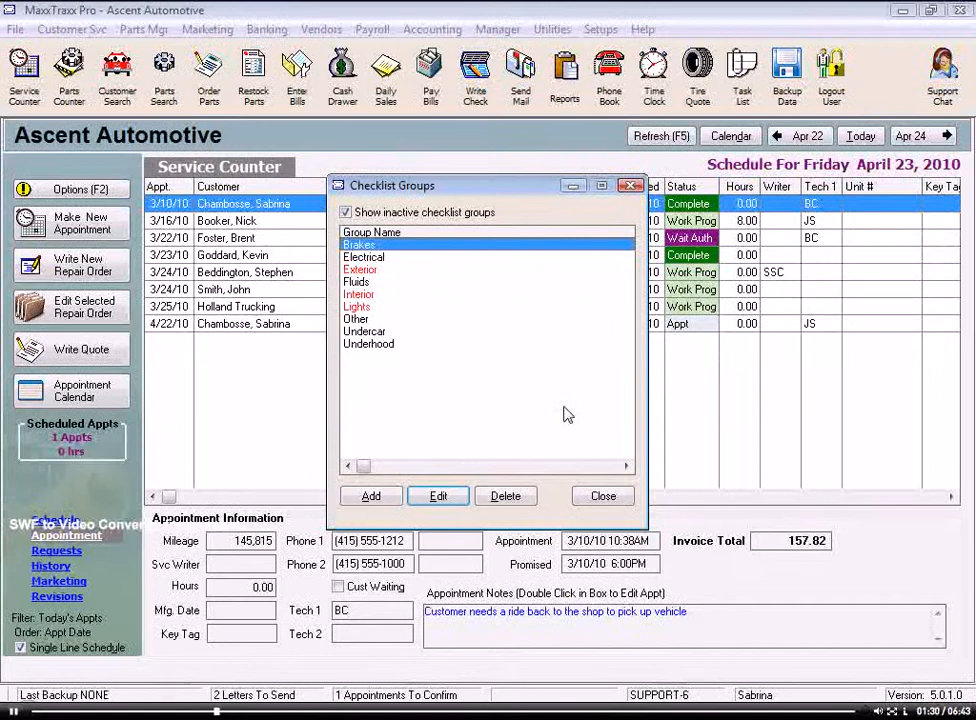 MaxxTraxx Pro - Ascent Automotive
File Customer Svc Parts Mgr Marketing Banking Vendors Payroll Accounting Manager Utilities Setups Help
Service Counter
Parts Counter
Customer Search
Parts Search
Order Parts
Restock Parts
Enter Bills
Cash Drawer
Daily Sales
Pay Bills
Write Check
Send Mail
Reports
Phone Book
Time Clock
Tire Quote
Task List
Backup Data
Logout User
Support Chat
Ascent Automotive
Refresh (F5) Calendar Apr 22 Today Apr 24
Service Counter
Schedule For Friday April 23, 2010
Options (F2)
Make New Appointment
Write New Repair Order
Edit Selected Repair Order
Write Quote
Appointment Calendar
Scheduled Appts
1 Appts
0 hrs
Appt. Customer Status Hours Writer Tech 1 Unit # Key Tag
3/10/10 Chambosse, Sabrina Complete 0.00 BC
3/16/10 Booker, Nick Work Prog 8.00 JS
3/22/10 Foster, Brent Wait Auth 0.00 BC
3/23/10 Goddard, Kevin Complete 0.00
3/24/10 Beddington, Stephen Work Prog 0.00 SSC
3/24/10 Smith, John Work Prog 0.00
3/25/10 Holland Trucking Work Prog 0.00
4/22/10 Chambosse, Sabrina Appt 0.00 JS
Checklist Groups
Show inactive checklist groups
Group Name
Brakes
Electrical
Exterior
Fluids
Interior
Lights
Other
Undercar
Underhood
Add Edit Delete Close
SWF to Video Conver
Appointment
Requests
History
Marketing
Revisions
Filter: Today's Appts
Order: Appt Date
Single Line Schedule
Appointment Information
Mileage 145,815 Phone 1 (415) 555-1212 Appointment 3/10/10 10:38AM Invoice Total 157.82
Svc Writer Phone 2 (415) 555-1000 Promised 3/10/10 6:00PM
Hours 0.00 Cust Waiting Appointment Notes (Double Click in Box to Edit Appt)
Mfg. Date Tech 1 BC Customer needs a ride back to the shop to pick up vehicle
Key Tag Tech 2
Last Backup NONE 2 Letters To Send 1 Appointments To Confirm SUPPORT-6 Sabrina Version: 5.0.1.0
01:30 / 06:43